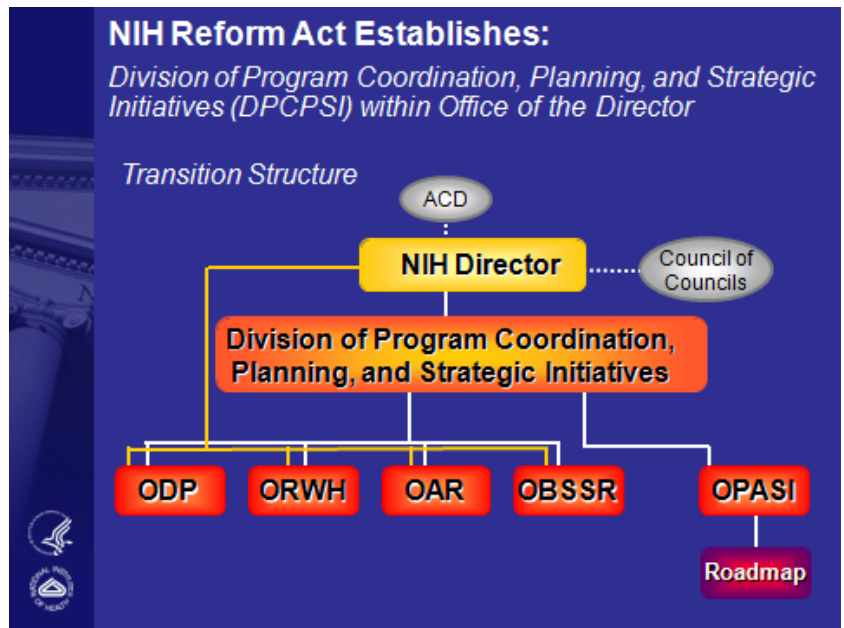 NIH Reform Act Establishes:
Division of Program Coordination, Planning, and Strategic
Initiatives (DPCPSI) within Office of the Director
Transition Structure
ACD
NIH Director
Council of
Councils
Division of Program Coordination,
Planning, and Strategic Initiatives
ODP
ORWH
OAR
OBSSR
OPASI
Roadmap